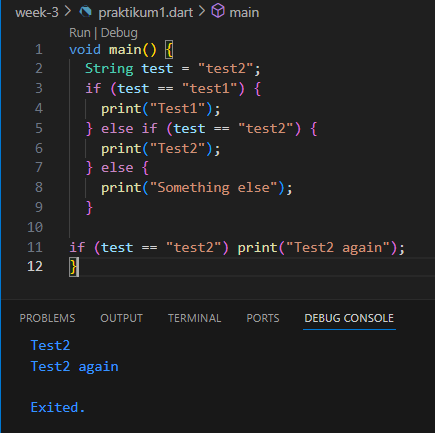 week-3 > praktikum1.dart > main
Run | Debug
1 void main() {
2 String test = "test2";
3 if (test == "test1") {
4 print("Test1");
5 } else if (test == "test2") {
6 print("Test2");
7 } else {
8 print("Something else");
9 }
10
11 if (test == "test2") print("Test2 again");
12 }
PROBLEMS OUTPUT TERMINAL PORTS DEBUG CONSOLE
Test2
Test2 again
Exited.